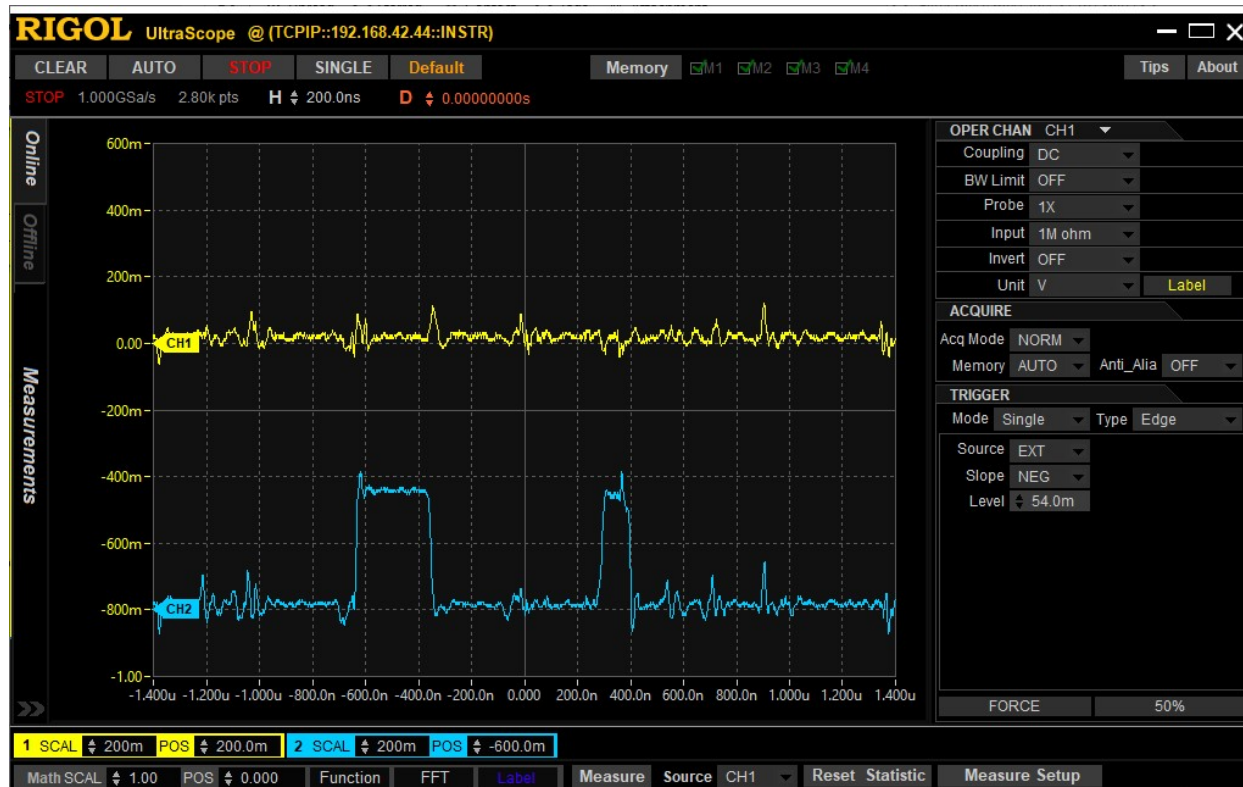 RIGOL UltraScope @ (TCPIP::192.168.42.44::INSTR)
CLEAR AUTO STOP SINGLE Default Memory M1 M2 M3 M4 Tips About
STOP 1.000GSa/s 2.80k pts H 200.0ns D 0.00000000s
Online
Offline
Measurements
600m
400m
200m
0.00
-200m
-400m
-600m
-800m
-1.00
CH1
CH2
-1.400u -1.200u -1.000u -800.0n -600.0n -400.0n -200.0n 0.000 200.0n 400.0n 600.0n 800.0n 1.000u 1.200u 1.400u
OPER CHAN CH1
Coupling DC
BW Limit OFF
Probe 1X
Input 1M ohm
Invert OFF
Unit V Label
ACQUIRE
Acq Mode NORM
Memory AUTO Anti_Alia OFF
TRIGGER
Mode Single Type Edge
Source EXT
Slope NEG
Level 54.0m
FORCE 50%
1 SCAL 200m POS 200.0m 2 SCAL 200m POS -600.0m
Math SCAL 1.00 POS 0.000 Function FFT Label Measure Source CH1 Reset Statistic Measure Setup